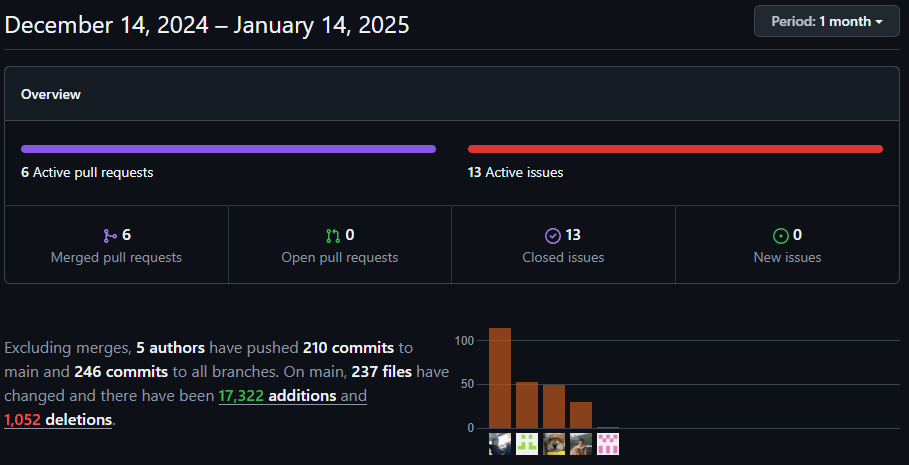 December 14, 2024 – January 14, 2025
Period: 1 month
Overview
6 Active pull requests
13 Active issues
6
Merged pull requests
0
Open pull requests
13
Closed issues
0
New issues
Excluding merges, 5 authors have pushed 210 commits to
main and 246 commits to all branches. On main, 237 files have
changed and there have been 17,322 additions and
1,052 deletions.
100
50
0